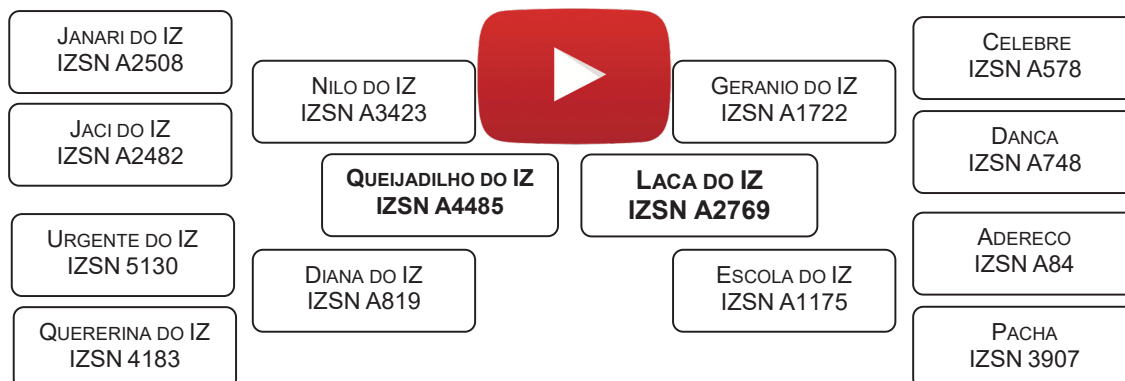 JANARI DO IZ
IZSN A2508
JACI DO IZ
IZSN A2482
URGENTE DO IZ
IZSN 5130
QUERERINA DO IZ
IZSN 4183
NILO DO IZ
IZSN A3423
DIANA DO IZ
IZSN A819
QUEIJADILHO DO IZ
IZSN A4485
LACA DO IZ
IZSN A2769
GERANIO DO IZ
IZSN A1722
ESCOLA DO IZ
IZSN A1175
CELEBRE
IZSN A578
DANCA
IZSN A748
ADERECO
IZSN A84
PACHA
IZSN 3907